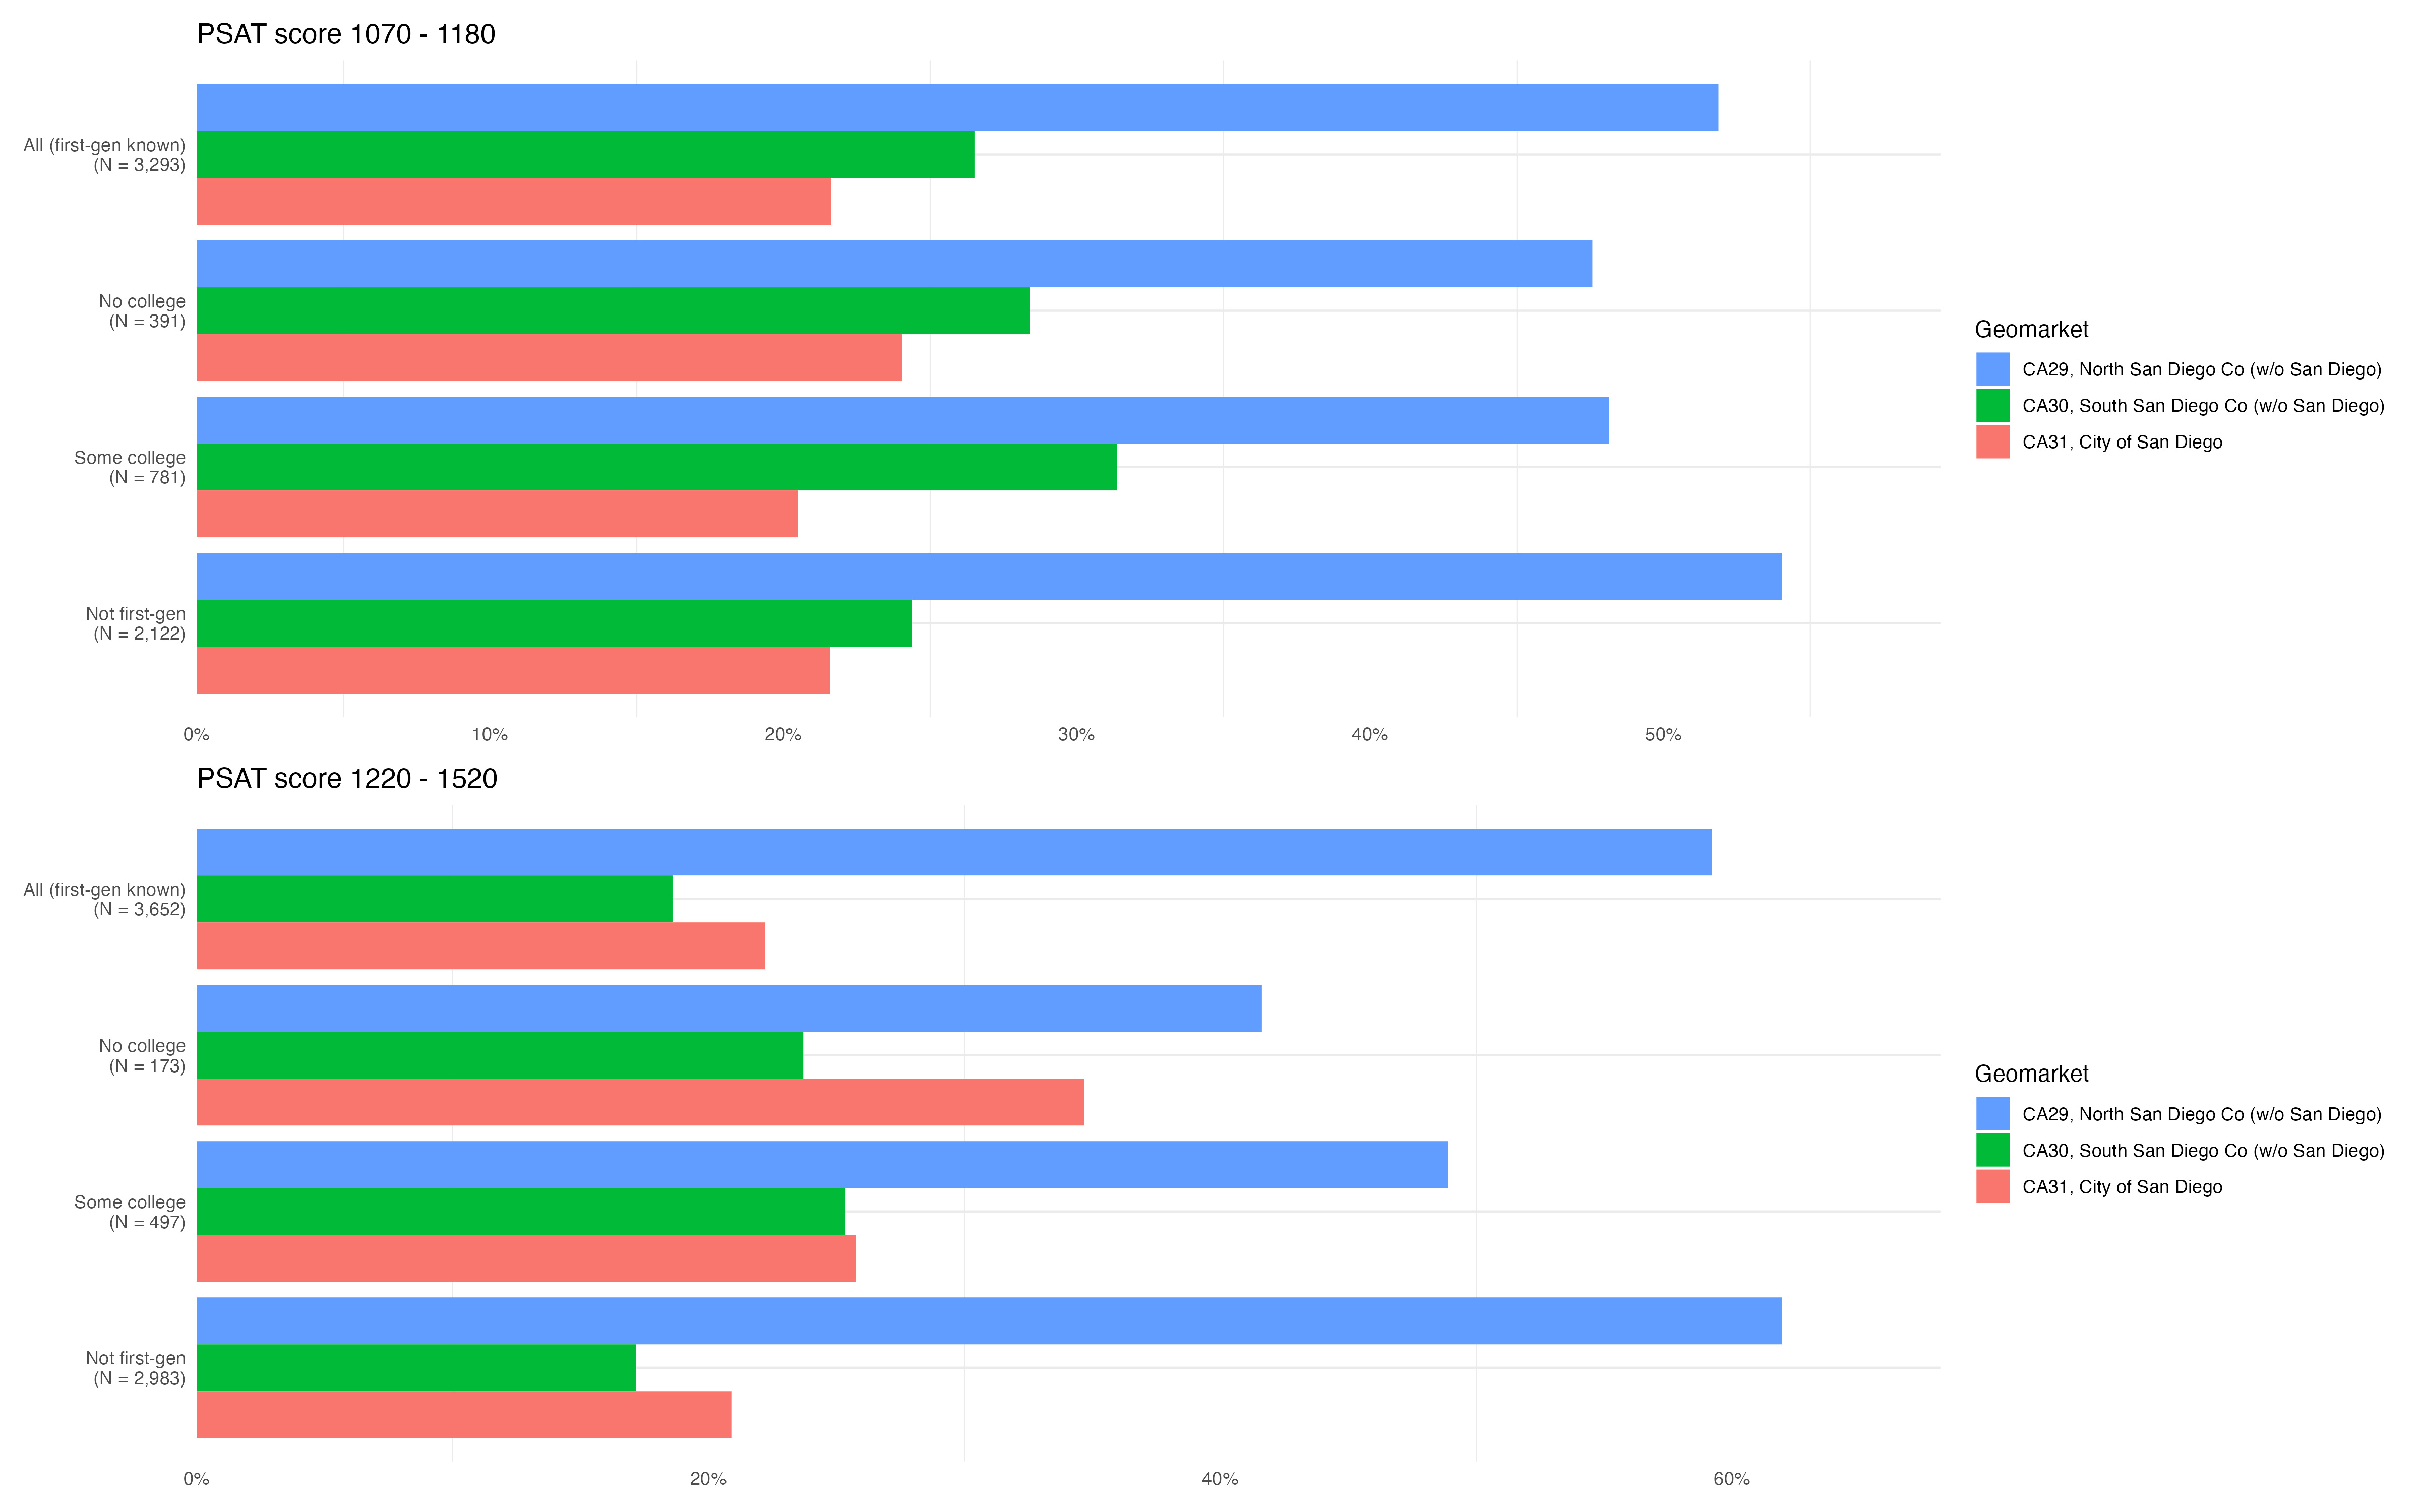 PSAT score 1070 - 1180
All (first-gen known)
(N = 3,293)
No college
(N = 391)
Some college
(N = 781)
Not first-gen
(N = 2,122)
0% 10% 20% 30% 40% 50%
Geomarket
CA29, North San Diego Co (w/o San Diego)
CA30, South San Diego Co (w/o San Diego)
CA31, City of San Diego
PSAT score 1220 - 1520
All (first-gen known)
(N = 3,652)
No college
(N = 173)
Some college
(N = 497)
Not first-gen
(N = 2,983)
0% 20% 40% 60%
Geomarket
CA29, North San Diego Co (w/o San Diego)
CA30, South San Diego Co (w/o San Diego)
CA31, City of San Diego